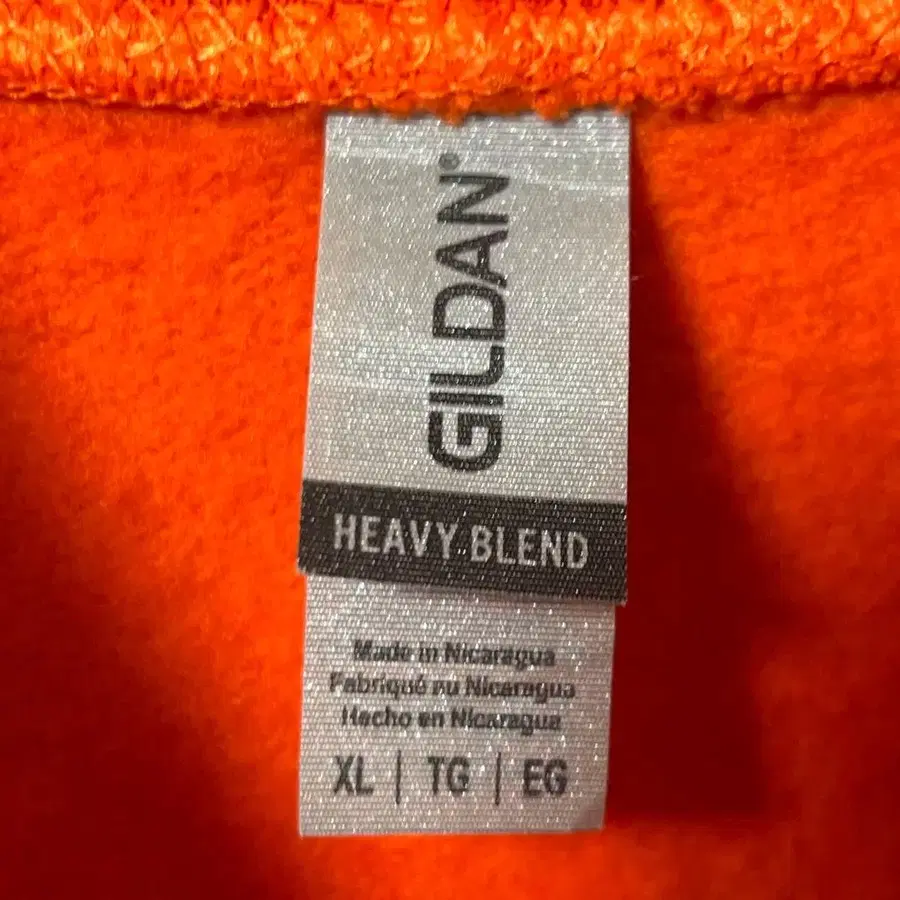 GILDAN®
HEAVY BLEND
Made in Nicaragua
Fabriqué au Nicaragua
Hecho en Nicaragua
XL | TG | EG